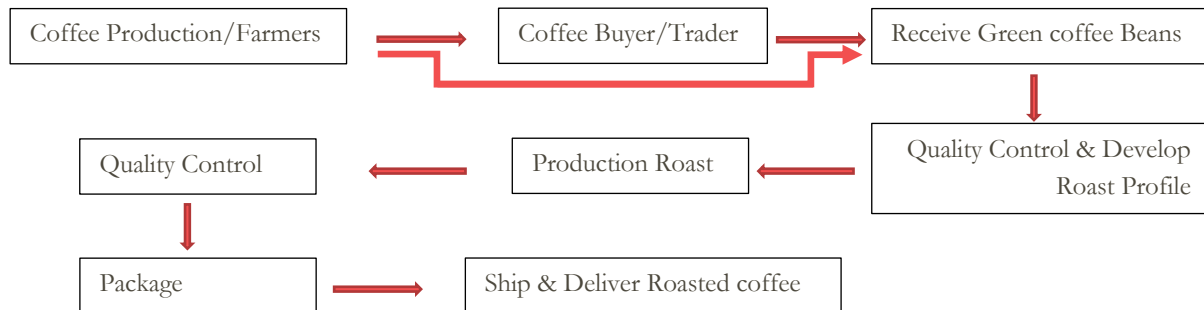 Coffee Production/Farmers
Coffee Buyer/Trader
Receive Green coffee Beans
Quality Control & Develop
Roast Profile
Production Roast
Quality Control
Package
Ship & Deliver Roasted coffee